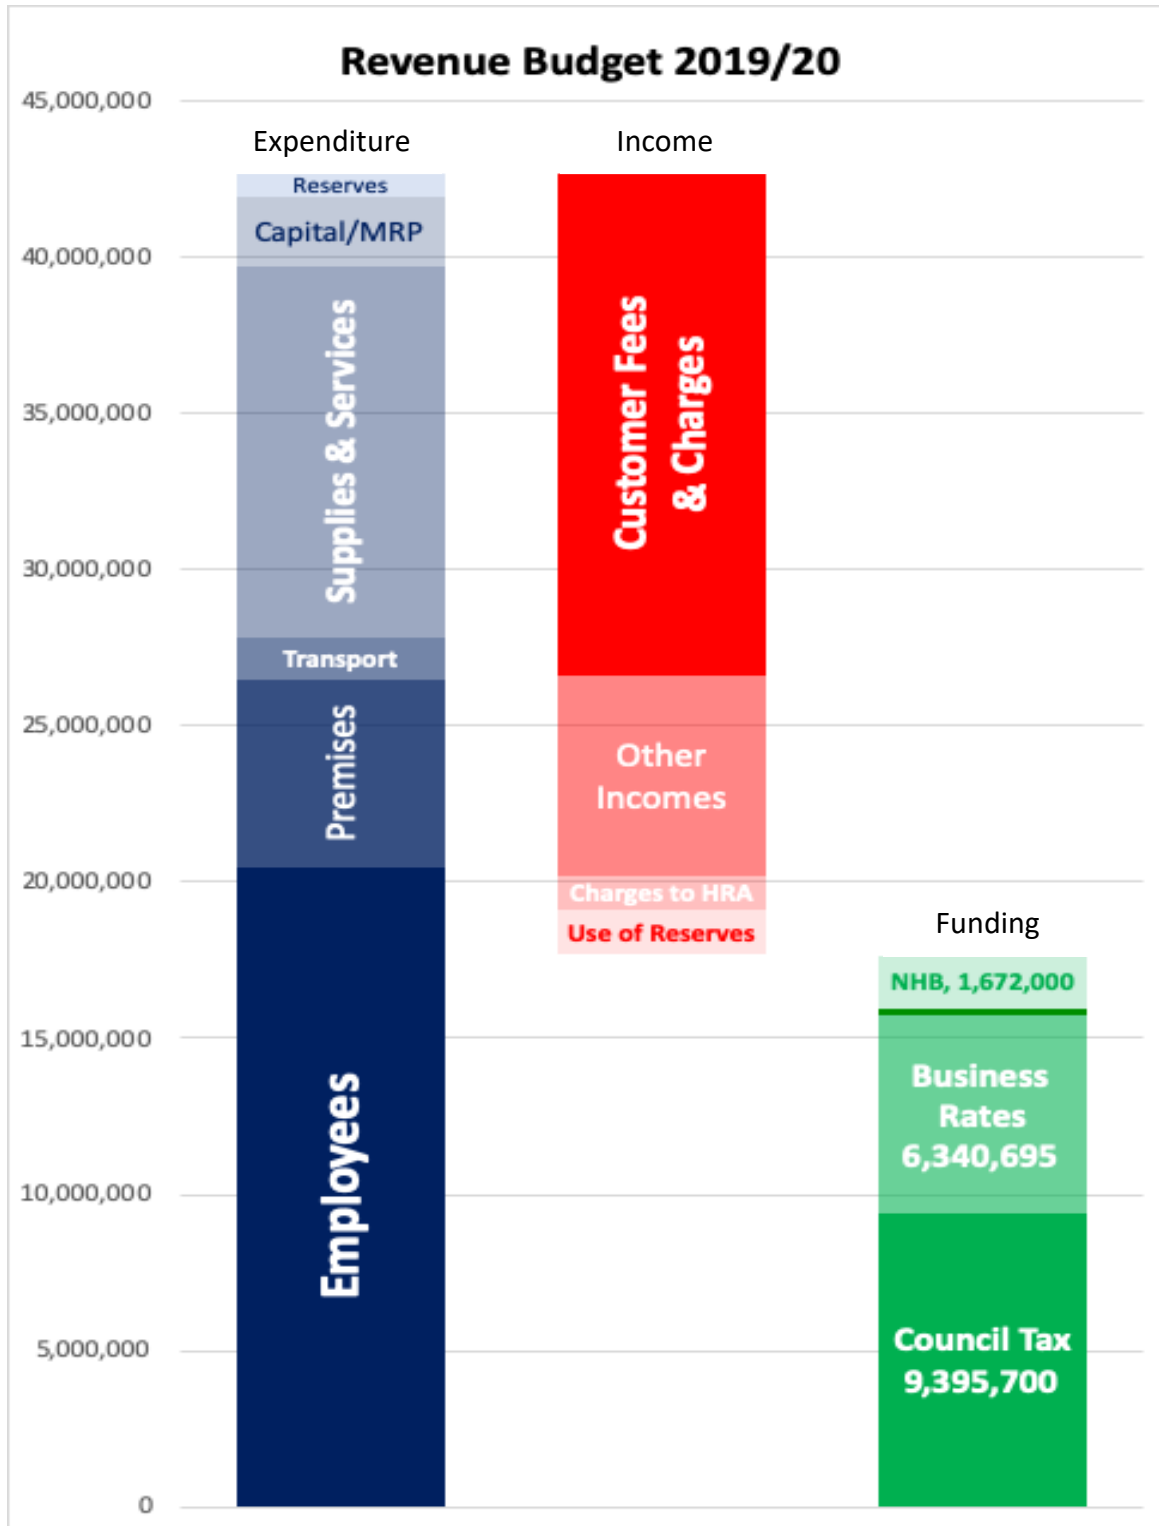 Revenue Budget 2019/20
45,000,000
40,000,000
35,000,000
30,000,000
25,000,000
20,000,000
15,000,000
10,000,000
5,000,000
0
Expenditure
Reserves
Capital/MRP
Supplies & Services
Transport
Premises
Employees
Income
Customer Fees
& Charges
Other
Incomes
Charges to HRA
Use of Reserves
Funding
NHB, 1,672,000
Business
Rates
6,340,695
Council Tax
9,395,700